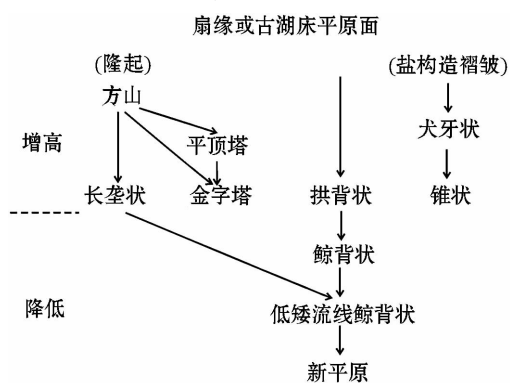 扇缘或古湖床平原面
(隆起)
(盐构造褶皱)
方山
犬牙状
增高
平顶塔
长垄状
金字塔
拱背状
锥状
鲸背状
降低
低矮流线鲸背状
新平原